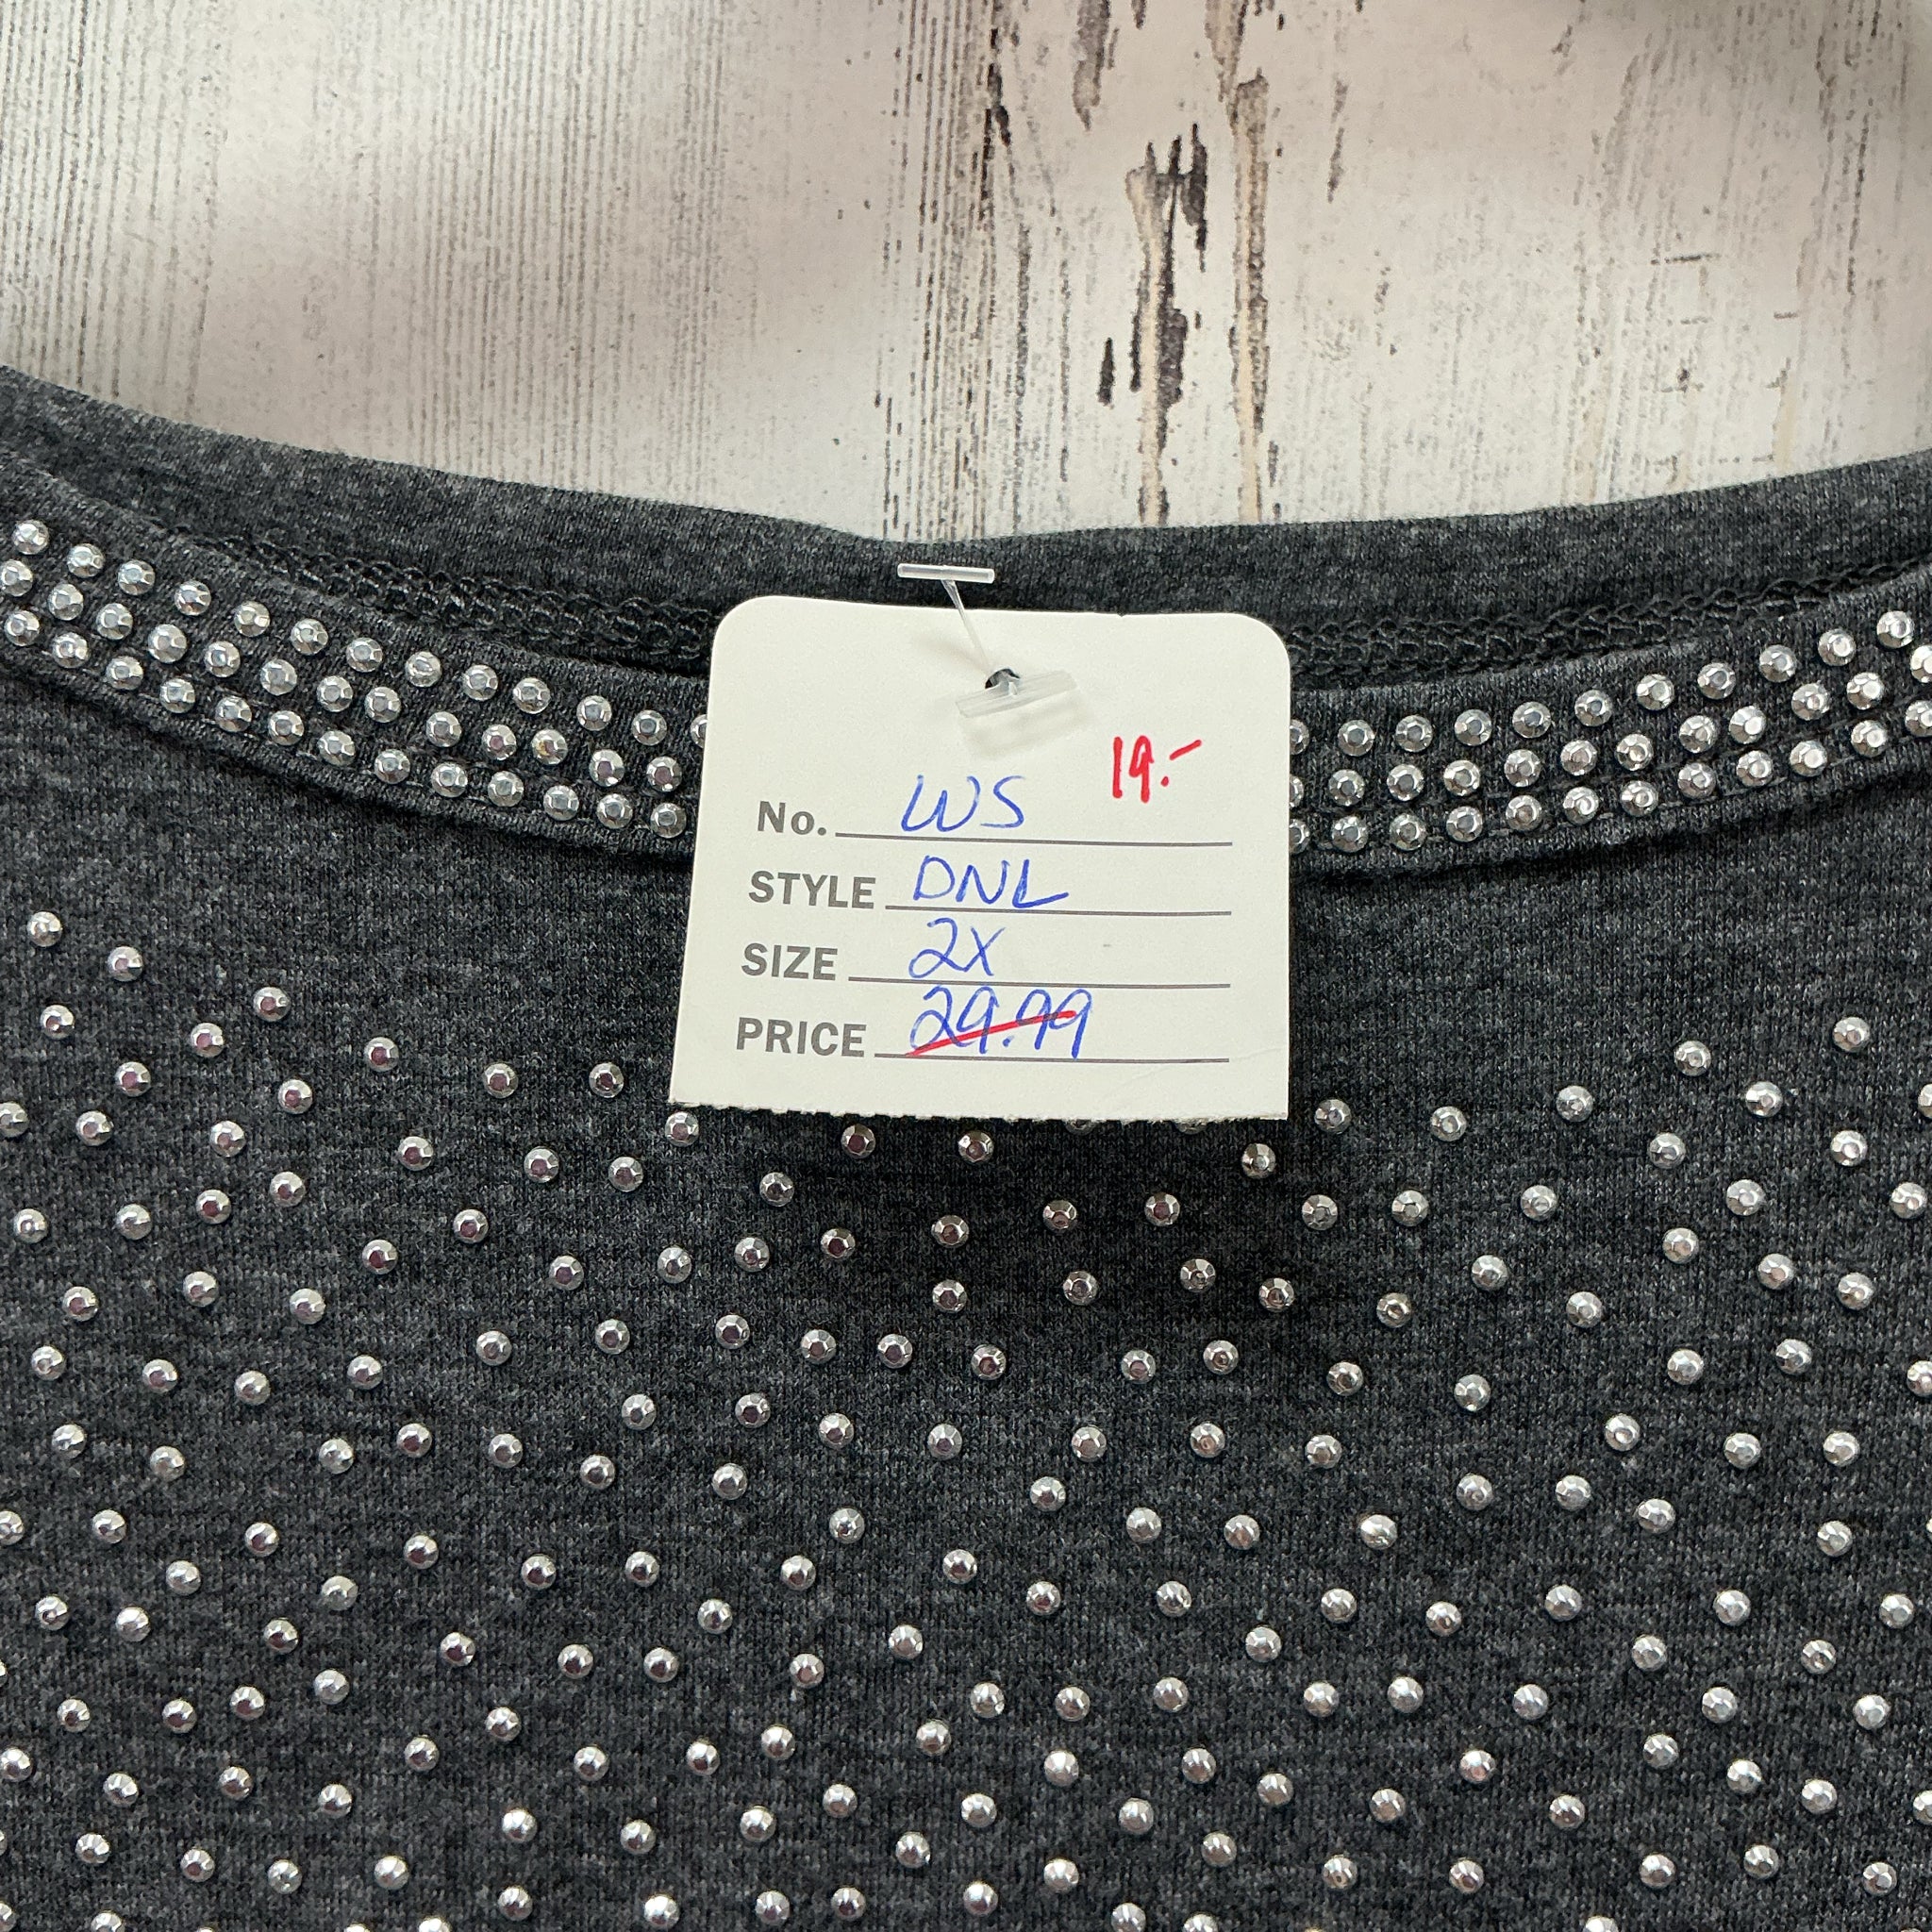 19.-
No. WS
STYLE DNL
SIZE 2X
PRICE 29.99